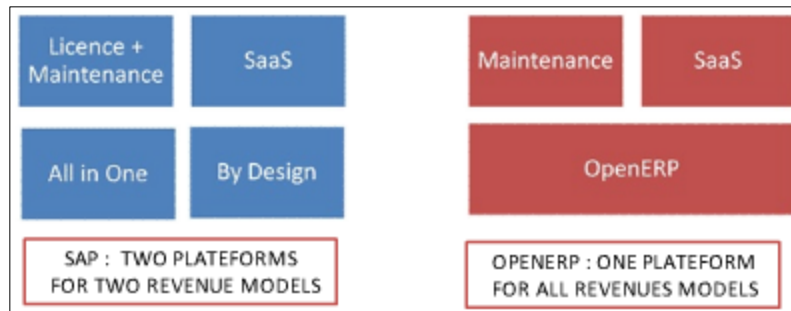 Licence +
Maintenance
SaaS
All in One
By Design
SAP : TWO PLATEFORMS
FOR TWO REVENUE MODELS
Maintenance
SaaS
OpenERP
OPENERP : ONE PLATEFORM
FOR ALL REVENUES MODELS